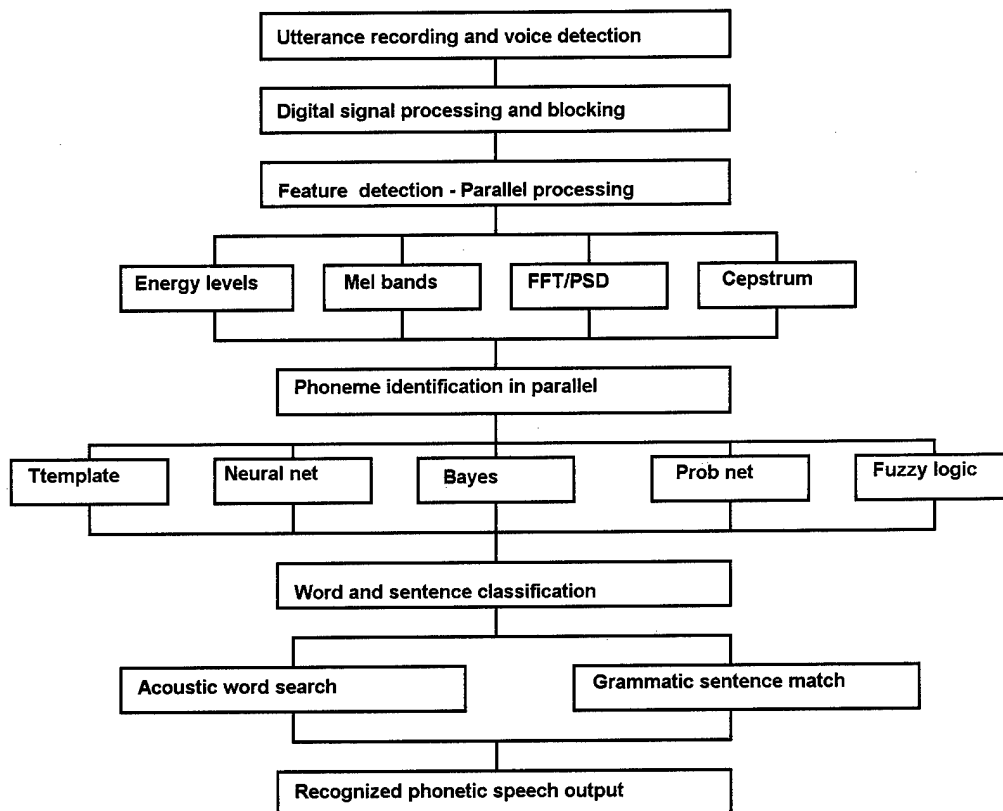 Utterance recording and voice detection
Digital signal processing and blocking
Feature detection - Parallel processing
Energy levels
Mel bands
FFT/PSD
Cepstrum
Phoneme identification in parallel
Ttemplate
Neural net
Bayes
Prob net
Fuzzy logic
Word and sentence classification
Acoustic word search
Grammatic sentence match
Recognized phonetic speech output